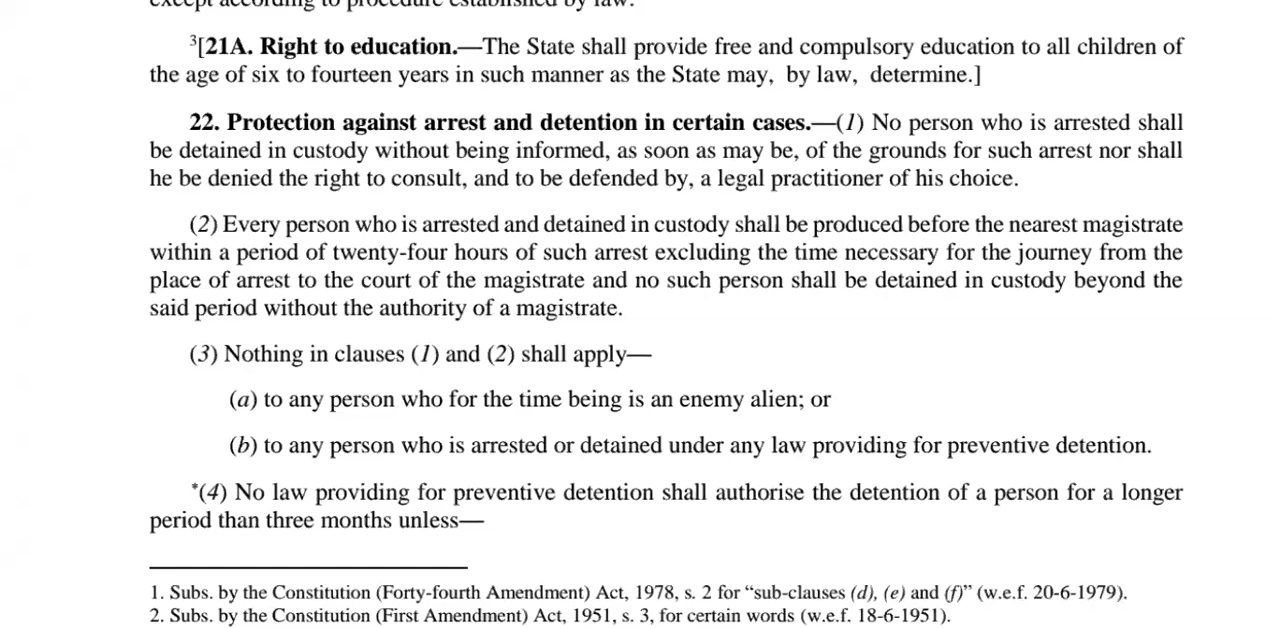 except according to procedure established by law.
3[21A. Right to education.—The State shall provide free and compulsory education to all children of
the age of six to fourteen years in such manner as the State may, by law, determine.]
22. Protection against arrest and detention in certain cases.—(1) No person who is arrested shall
be detained in custody without being informed, as soon as may be, of the grounds for such arrest nor shall
he be denied the right to consult, and to be defended by, a legal practitioner of his choice.
(2) Every person who is arrested and detained in custody shall be produced before the nearest magistrate
within a period of twenty-four hours of such arrest excluding the time necessary for the journey from the
place of arrest to the court of the magistrate and no such person shall be detained in custody beyond the
said period without the authority of a magistrate.
(3) Nothing in clauses (1) and (2) shall apply—
(a) to any person who for the time being is an enemy alien; or
(b) to any person who is arrested or detained under any law providing for preventive detention.
*(4) No law providing for preventive detention shall authorise the detention of a person for a longer
period than three months unless—
1. Subs. by the Constitution (Forty-fourth Amendment) Act, 1978, s. 2 for “sub-clauses (d), (e) and (f)” (w.e.f. 20-6-1979).
2. Subs. by the Constitution (First Amendment) Act, 1951, s. 3, for certain words (w.e.f. 18-6-1951).